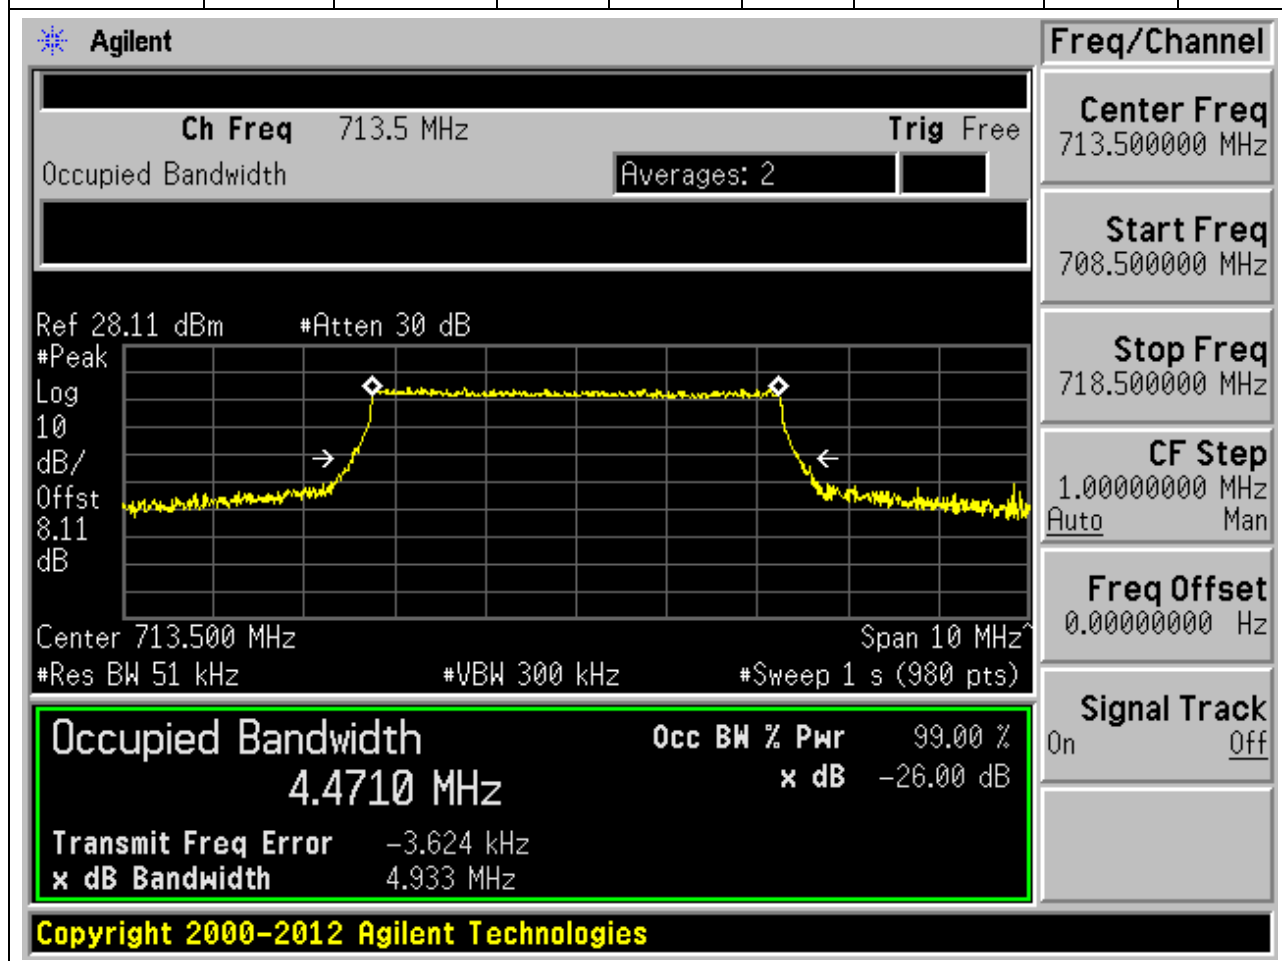 Agilent
Freq/Channel
Ch Freq 713.5 MHz Trig Free
Occupied Bandwidth Averages: 2
Center Freq
713.500000 MHz
Start Freq
708.500000 MHz
Stop Freq
718.500000 MHz
CF Step
1.00000000 MHz
Auto Man
Freq Offset
0.00000000 Hz
Signal Track
On Off
Ref 28.11 dBm #Atten 30 dB
#Peak
Log
10
dB/
Offst
8.11
dB
Center 713.500 MHz Span 10 MHz^
#Res BW 51 kHz #VBW 300 kHz #Sweep 1 s (980 pts)
Occupied Bandwidth Occ BW % Pwr 99.00 %
4.4710 MHz x dB -26.00 dB
Transmit Freq Error -3.624 kHz
x dB Bandwidth 4.933 MHz
Copyright 2000-2012 Agilent Technologies